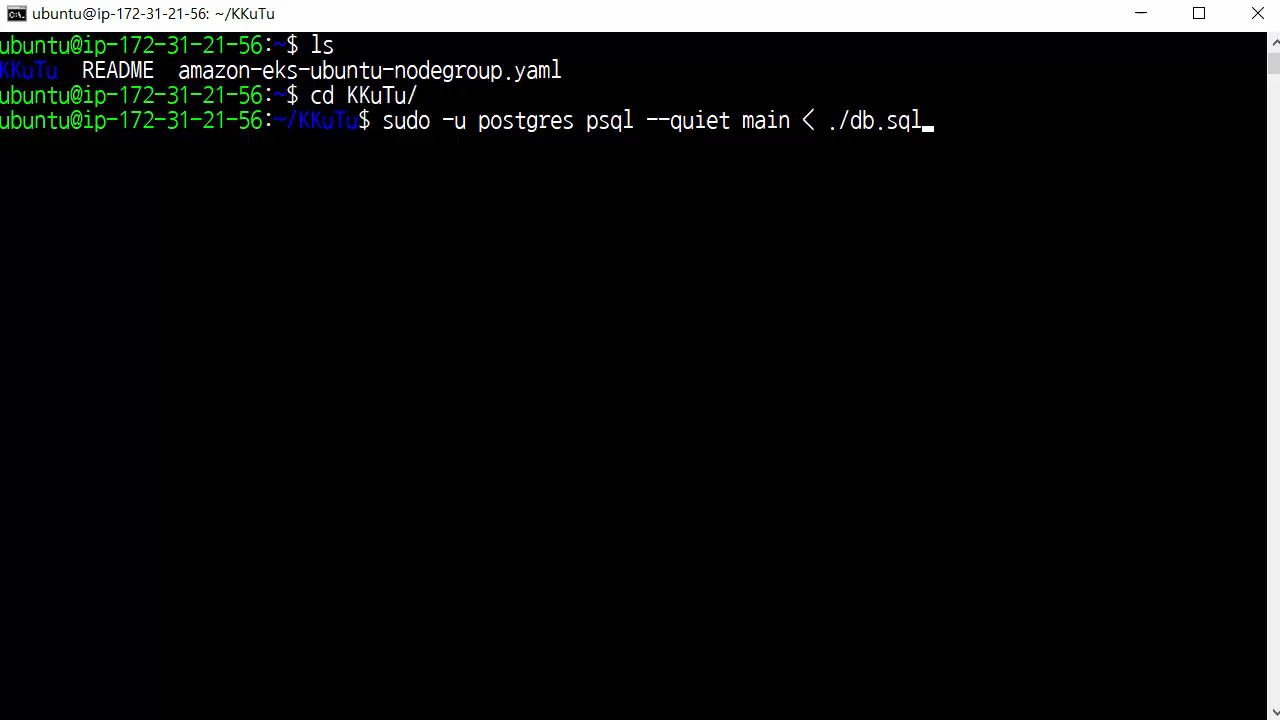 ubuntu@ip-172-31-21-56: ~/KKuTu
ubuntu@ip-172-31-21-56:~$ ls
KKuTu  README  amazon-eks-ubuntu-nodegroup.yaml
ubuntu@ip-172-31-21-56:~$ cd KKuTu/
ubuntu@ip-172-31-21-56:~/KKuTu$ sudo -u postgres psql --quiet main < ./db.sql